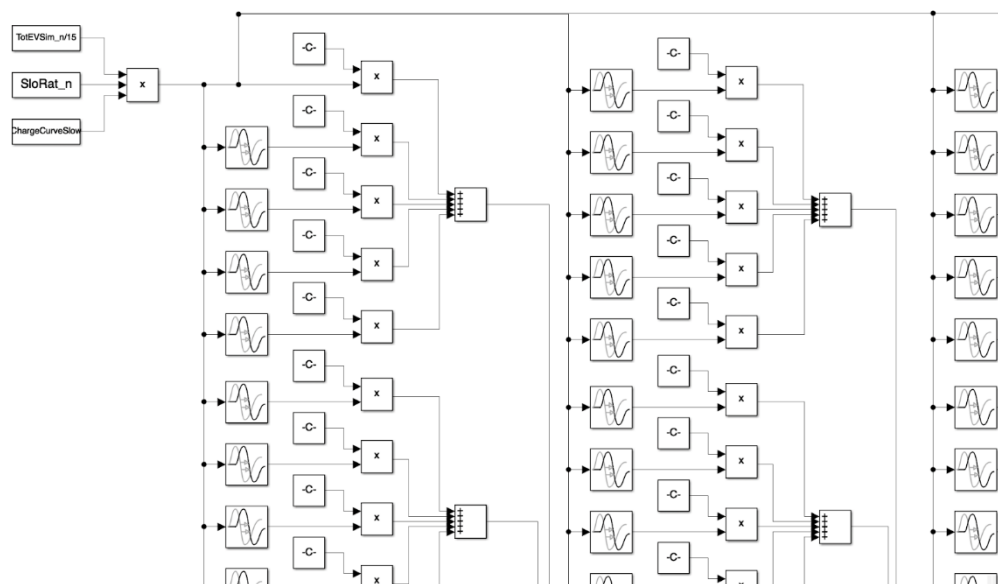 TotEVSim_n/15
SloRat_n
ChargeCurveSlow
x
-C-
x
-C-
x
-C-
x
-C-
x
-C-
x
-C-
x
-C-
x
-C-
x
-C-
x
+
+
+
+
+
+
+
+
+
+
-C-
x
-C-
x
-C-
x
-C-
x
-C-
x
-C-
x
-C-
x
-C-
x
-C-
x
+
+
+
+
+
+
+
+
+
+